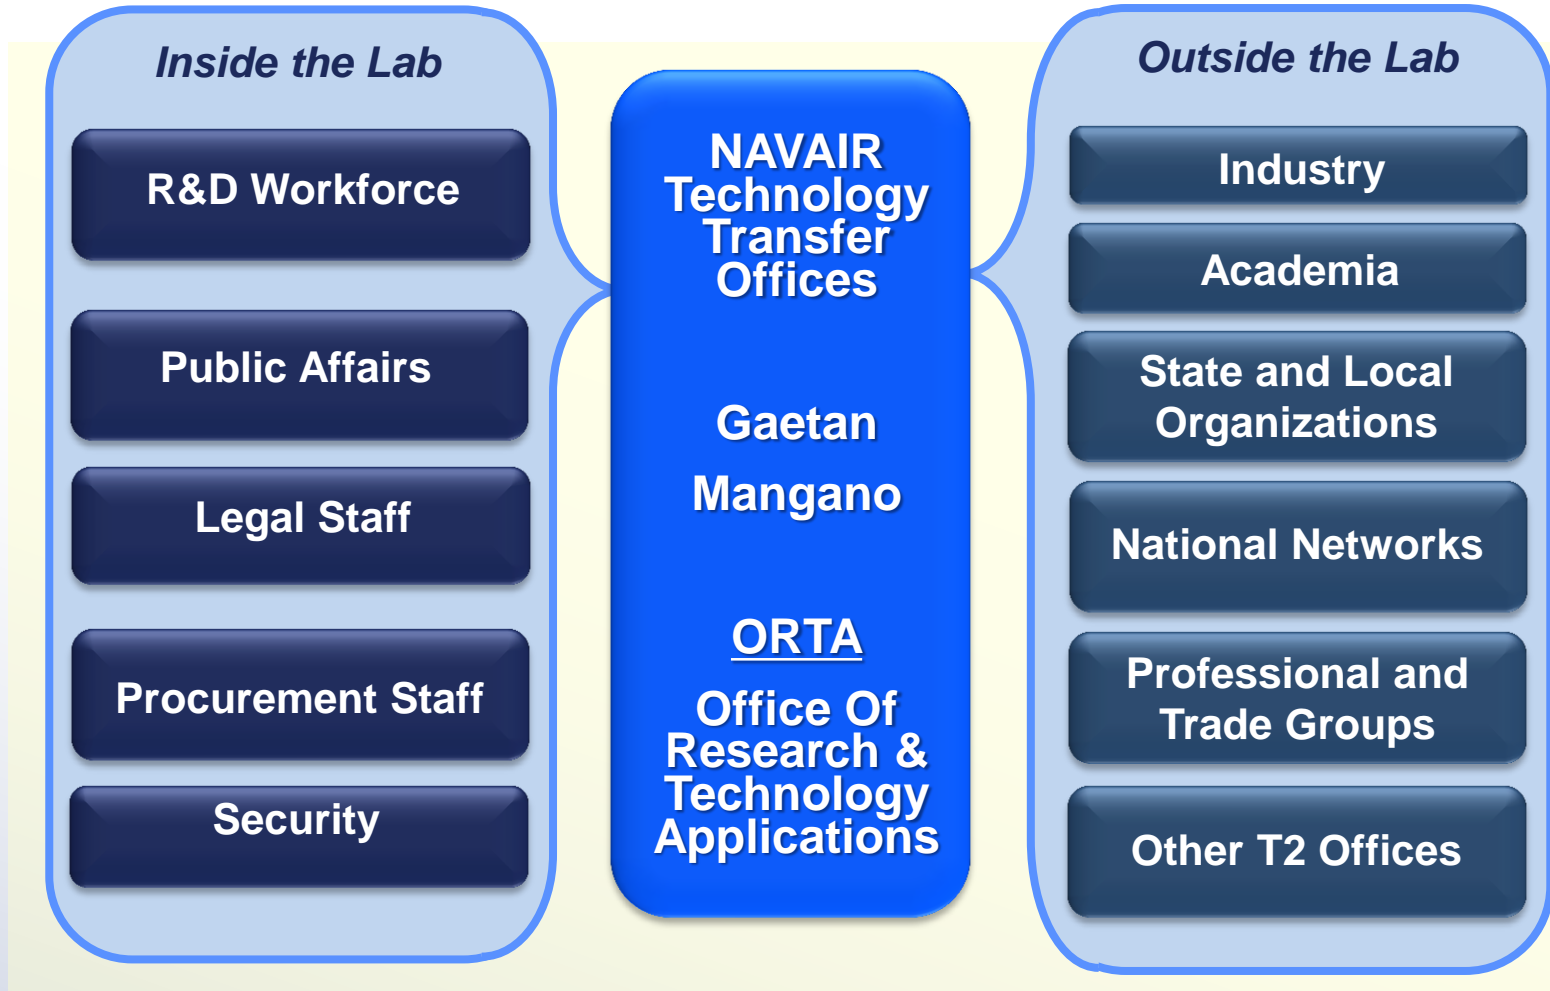 Inside the Lab
R&D Workforce
Public Affairs
Legal Staff
Procurement Staff
Security
NAVAIR
Technology
Transfer
Offices
Gaetan
Mangano
ORTA
Office Of
Research &
Technology
Applications
Outside the Lab
Industry
Academia
State and Local
Organizations
National Networks
Professional and
Trade Groups
Other T2 Offices